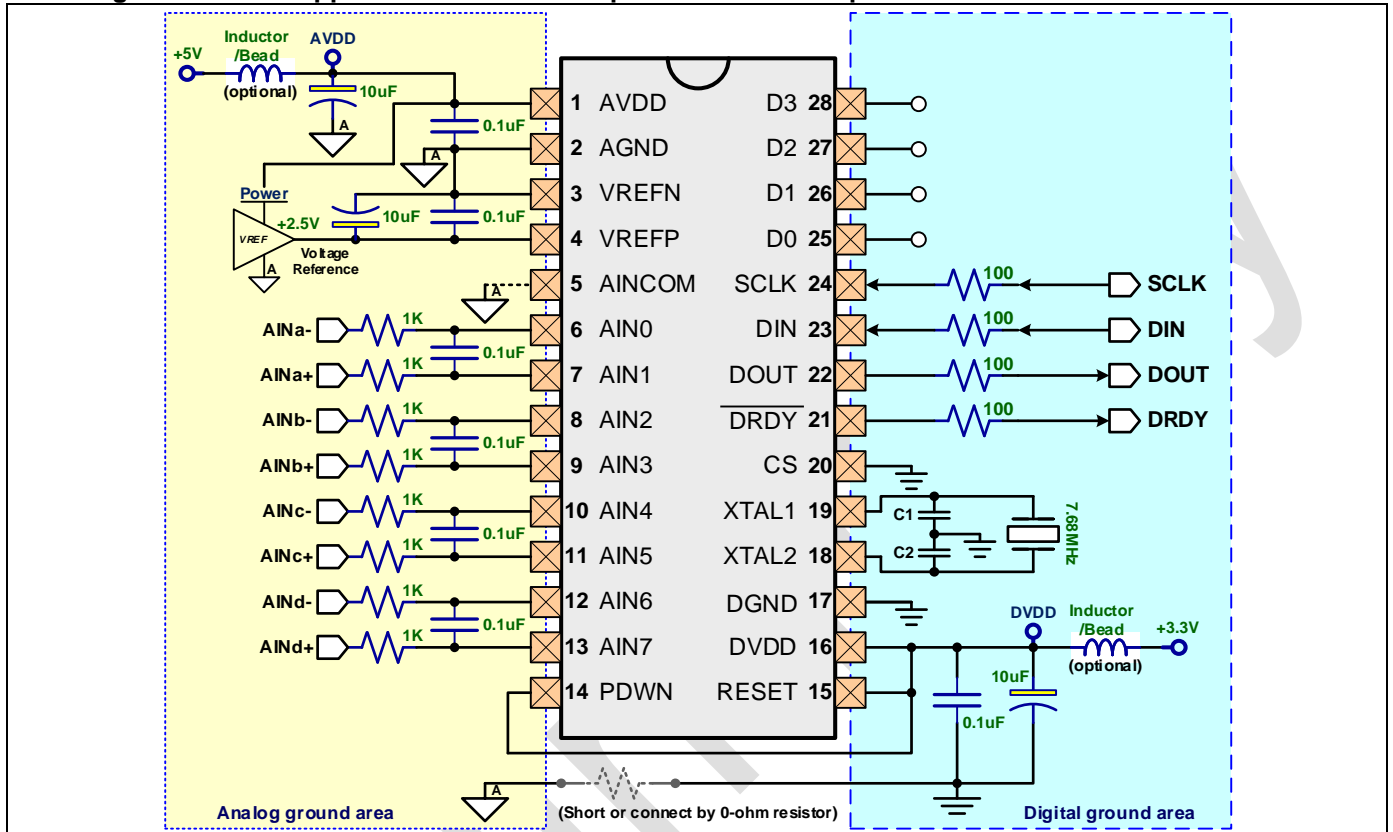 Inductor
/Bead
(optional)
+5V
AVDD
10uF
A
0.1uF
A
Power
VREF
+2.5V
Voltage
Reference
10uF
0.1uF
A
A
AINa-
1K
0.1uF
AINa+
1K
AINb-
1K
0.1uF
AINb+
1K
AINc-
1K
0.1uF
AINc+
1K
AINd-
1K
0.1uF
AINd+
1K
1 AVDD
2 AGND
3 VREFN
4 VREFP
5 AINCOM
6 AIN0
7 AIN1
8 AIN2
9 AIN3
10 AIN4
11 AIN5
12 AIN6
13 AIN7
14 PDWN
D3 28
D2 27
D1 26
D0 25
SCLK 24
DIN 23
DOUT 22
DRDY 21
CS 20
XTAL1 19
XTAL2 18
DGND 17
DVDD 16
RESET 15
100
SCLK
100
DIN
100
DOUT
100
DRDY
C1
C2
7.68MHz
DVDD
Inductor
/Bead
(optional)
+3.3V
10uF
0.1uF
A
Analog ground area
(Short or connect by 0-ohm resistor)
Digital ground area